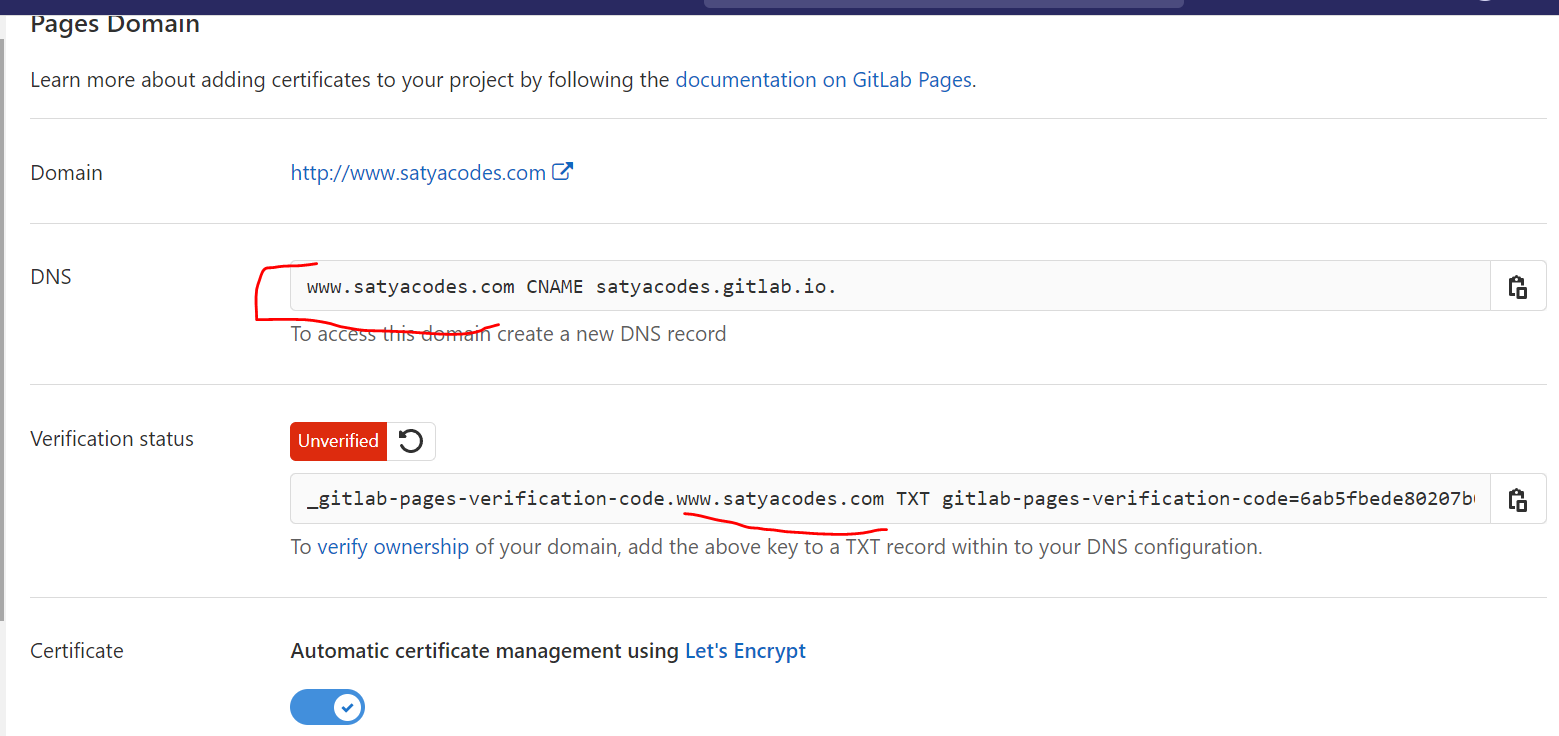 Pages Domain
Learn more about adding certificates to your project by following the documentation on GitLab Pages.
Domain
http://www.satyacodes.com
DNS
www.satyacodes.com CNAME satyacodes.gitlab.io.
To access this domain create a new DNS record
Verification status
Unverified
_gitlab-pages-verification-code.www.satyacodes.com TXT gitlab-pages-verification-code=6ab5fbede80207b
To verify ownership of your domain, add the above key to a TXT record within to your DNS configuration.
Certificate
Automatic certificate management using Let's Encrypt